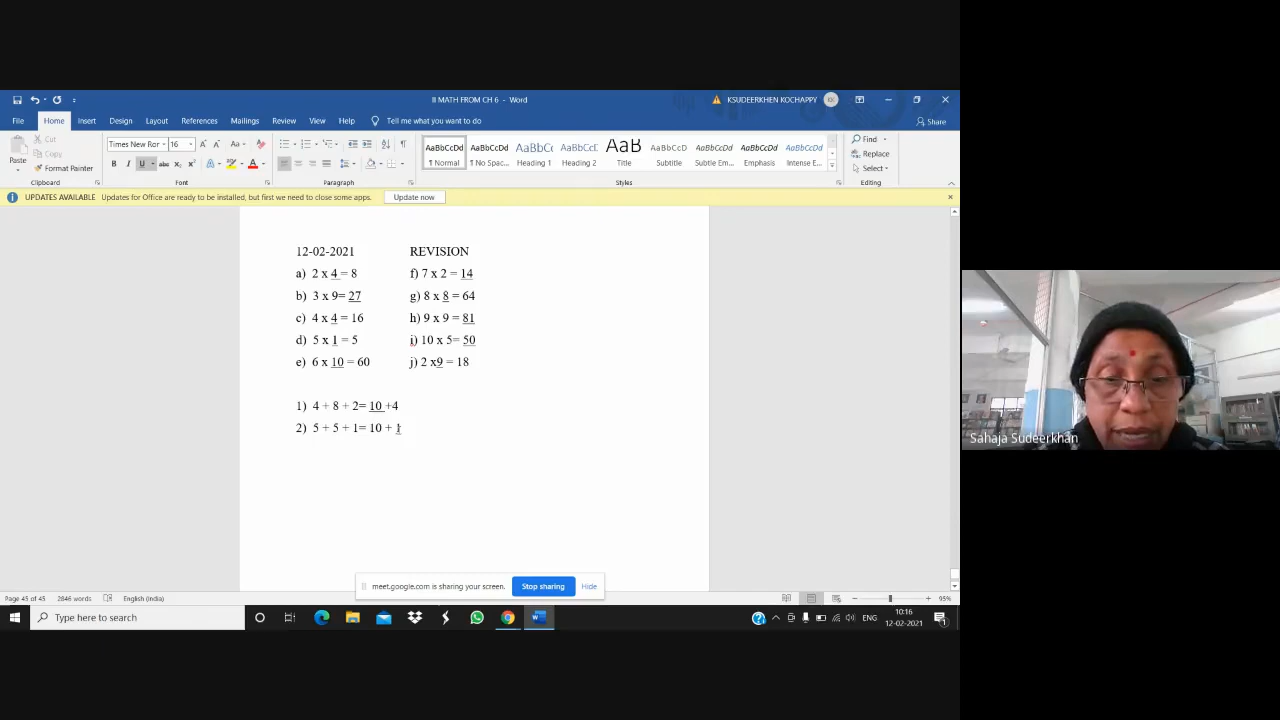 II MATH FROM CH 6 - Word
KSUDEERKHEN KOCHAPPY
KK
File Home Insert Design Layout References Mailings Review View Help Tell me what you want to do
Share
Paste
Cut
Copy
Format Painter
Clipboard
Times New Ror 16
Font
Paragraph
AaBbCcDd AaBbCcDd AaBbCc AaBbCcD AaB AaBbCcD AaBbCcDd AaBbCcDd AaBbCcDd
¶ Normal ¶ No Spac... Heading 1 Heading 2 Title Subtitle Subtle Em... Emphasis Intense E...
Styles
Find
Replace
Select
Editing
UPDATES AVAILABLE Updates for Office are ready to be installed, but first we need to close some apps. Update now
12-02-2021 REVISION
a) 2 x 4 = 8 f) 7 x 2 = 14
b) 3 x 9= 27 g) 8 x 8 = 64
c) 4 x 4 = 16 h) 9 x 9 = 81
d) 5 x 1 = 5 i) 10 x 5= 50
e) 6 x 10 = 60 j) 2 x9 = 18
1) 4 + 8 + 2= 10 +4
2) 5 + 5 + 1= 10 + 1
Sahaja Sudeerkhan
meet.google.com is sharing your screen. Stop sharing Hide
Page 45 of 45 2846 words English (India) 95%
Type here to search
ENG
10:16
12-02-2021